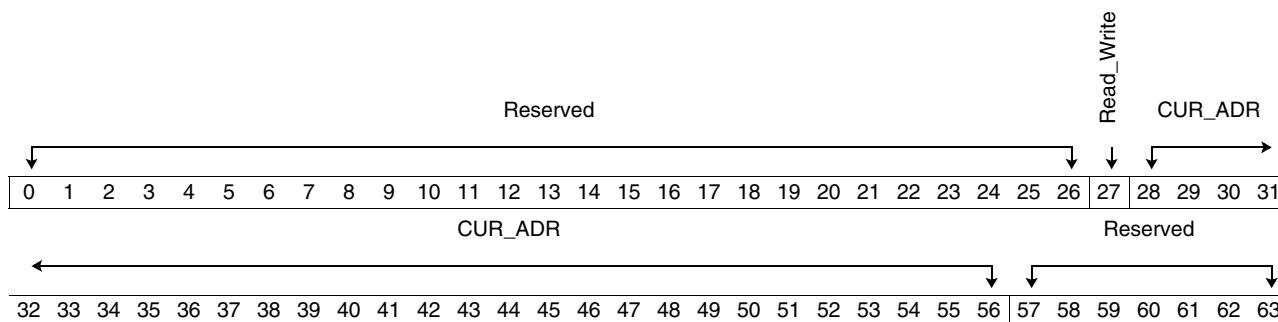 Read_Write
Reserved CUR_ADR
0 1 2 3 4 5 6 7 8 9 10 11 12 13 14 15 16 17 18 19 20 21 22 23 24 25 26 27 28 29 30 31
CUR_ADR Reserved
32 33 34 35 36 37 38 39 40 41 42 43 44 45 46 47 48 49 50 51 52 53 54 55 56 57 58 59 60 61 62 63